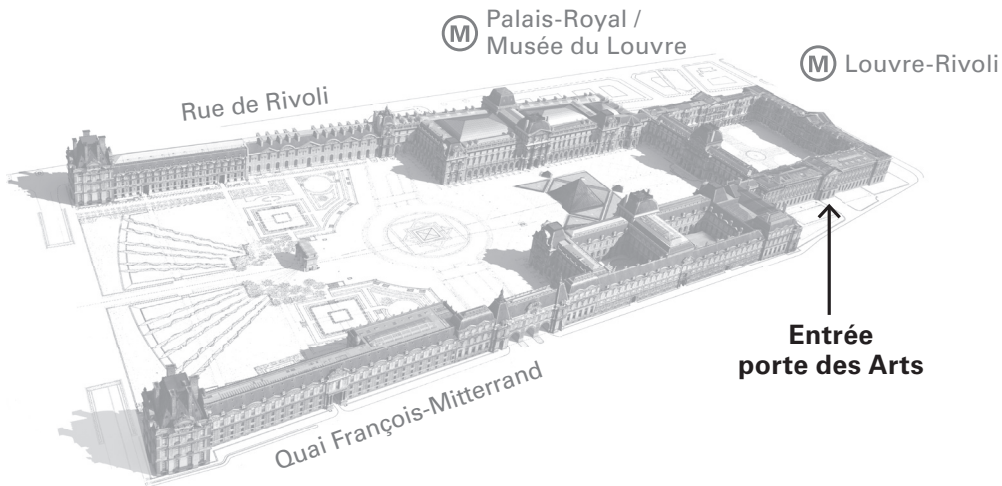 M Palais-Royal /
Musée du Louvre
M Louvre-Rivoli
Rue de Rivoli
Entrée
porte des Arts
Quai François-Mitterrand